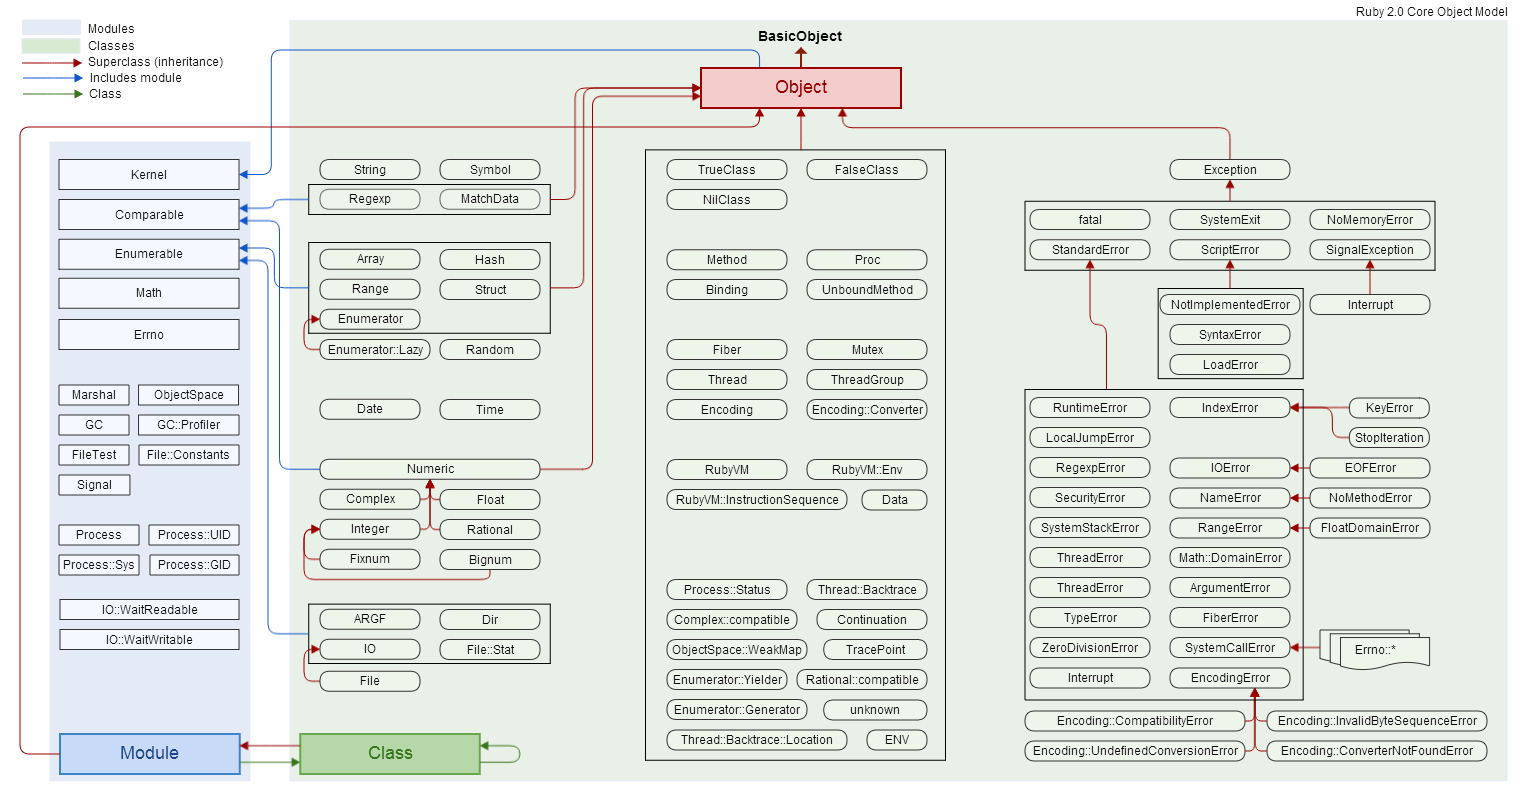 Ruby 2.0 Core Object Model
Modules
Classes
Superclass (inheritance)
Includes module
Class
BasicObject
Object
Kernel
Comparable
Enumerable
Math
Errno
Marshal
ObjectSpace
GC
GC::Profiler
FileTest
File::Constants
Signal
Process
Process::UID
Process::Sys
Process::GID
IO::WaitReadable
IO::WaitWritable
Module
String
Symbol
Regexp
MatchData
Array
Hash
Range
Struct
Enumerator
Enumerator::Lazy
Random
Date
Time
Numeric
Complex
Float
Integer
Rational
Fixnum
Bignum
ARGF
Dir
IO
File::Stat
File
Class
TrueClass
FalseClass
NilClass
Method
Proc
Binding
UnboundMethod
Fiber
Mutex
Thread
ThreadGroup
Encoding
Encoding::Converter
RubyVM
RubyVM::Env
RubyVM::InstructionSequence
Data
Process::Status
Thread::Backtrace
Complex::compatible
Continuation
ObjectSpace::WeakMap
TracePoint
Enumerator::Yielder
Rational::compatible
Enumerator::Generator
unknown
Thread::Backtrace::Location
ENV
Exception
fatal
SystemExit
NoMemoryError
StandardError
ScriptError
SignalException
NotImplementedError
Interrupt
SyntaxError
LoadError
RuntimeError
IndexError
KeyError
LocalJumpError
StopIteration
RegexpError
IOError
EOFError
SecurityError
NameError
NoMethodError
SystemStackError
RangeError
FloatDomainError
ThreadError
Math::DomainError
ThreadError
ArgumentError
TypeError
FiberError
ZeroDivisionError
SystemCallError
Errno::*
Interrupt
EncodingError
Encoding::CompatibilityError
Encoding::InvalidByteSequenceError
Encoding::UndefinedConversionError
Encoding::ConverterNotFoundError